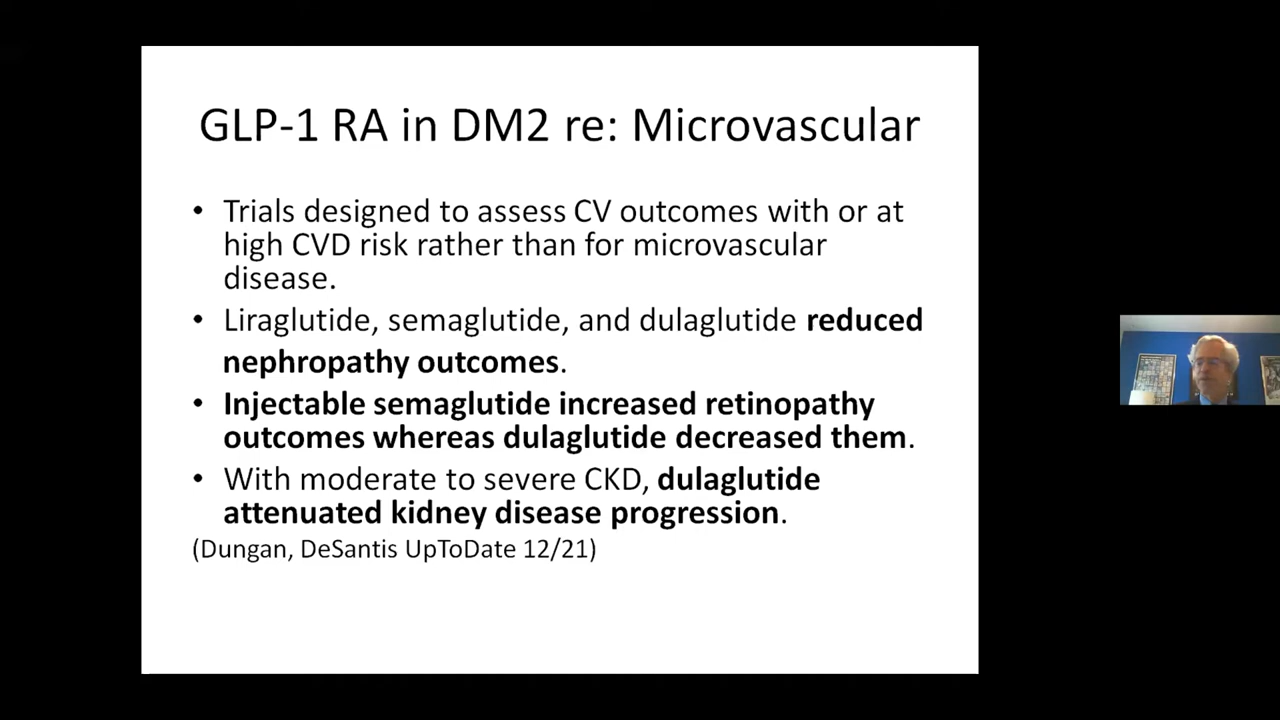 GLP-1 RA in DM2 re: Microvascular
• Trials designed to assess CV outcomes with or at
high CVD risk rather than for microvascular
disease.
• Liraglutide, semaglutide, and dulaglutide reduced
nephropathy outcomes.
• Injectable semaglutide increased retinopathy
outcomes whereas dulaglutide decreased them.
• With moderate to severe CKD, dulaglutide
attenuated kidney disease progression.
(Dungan, DeSantis UpToDate 12/21)